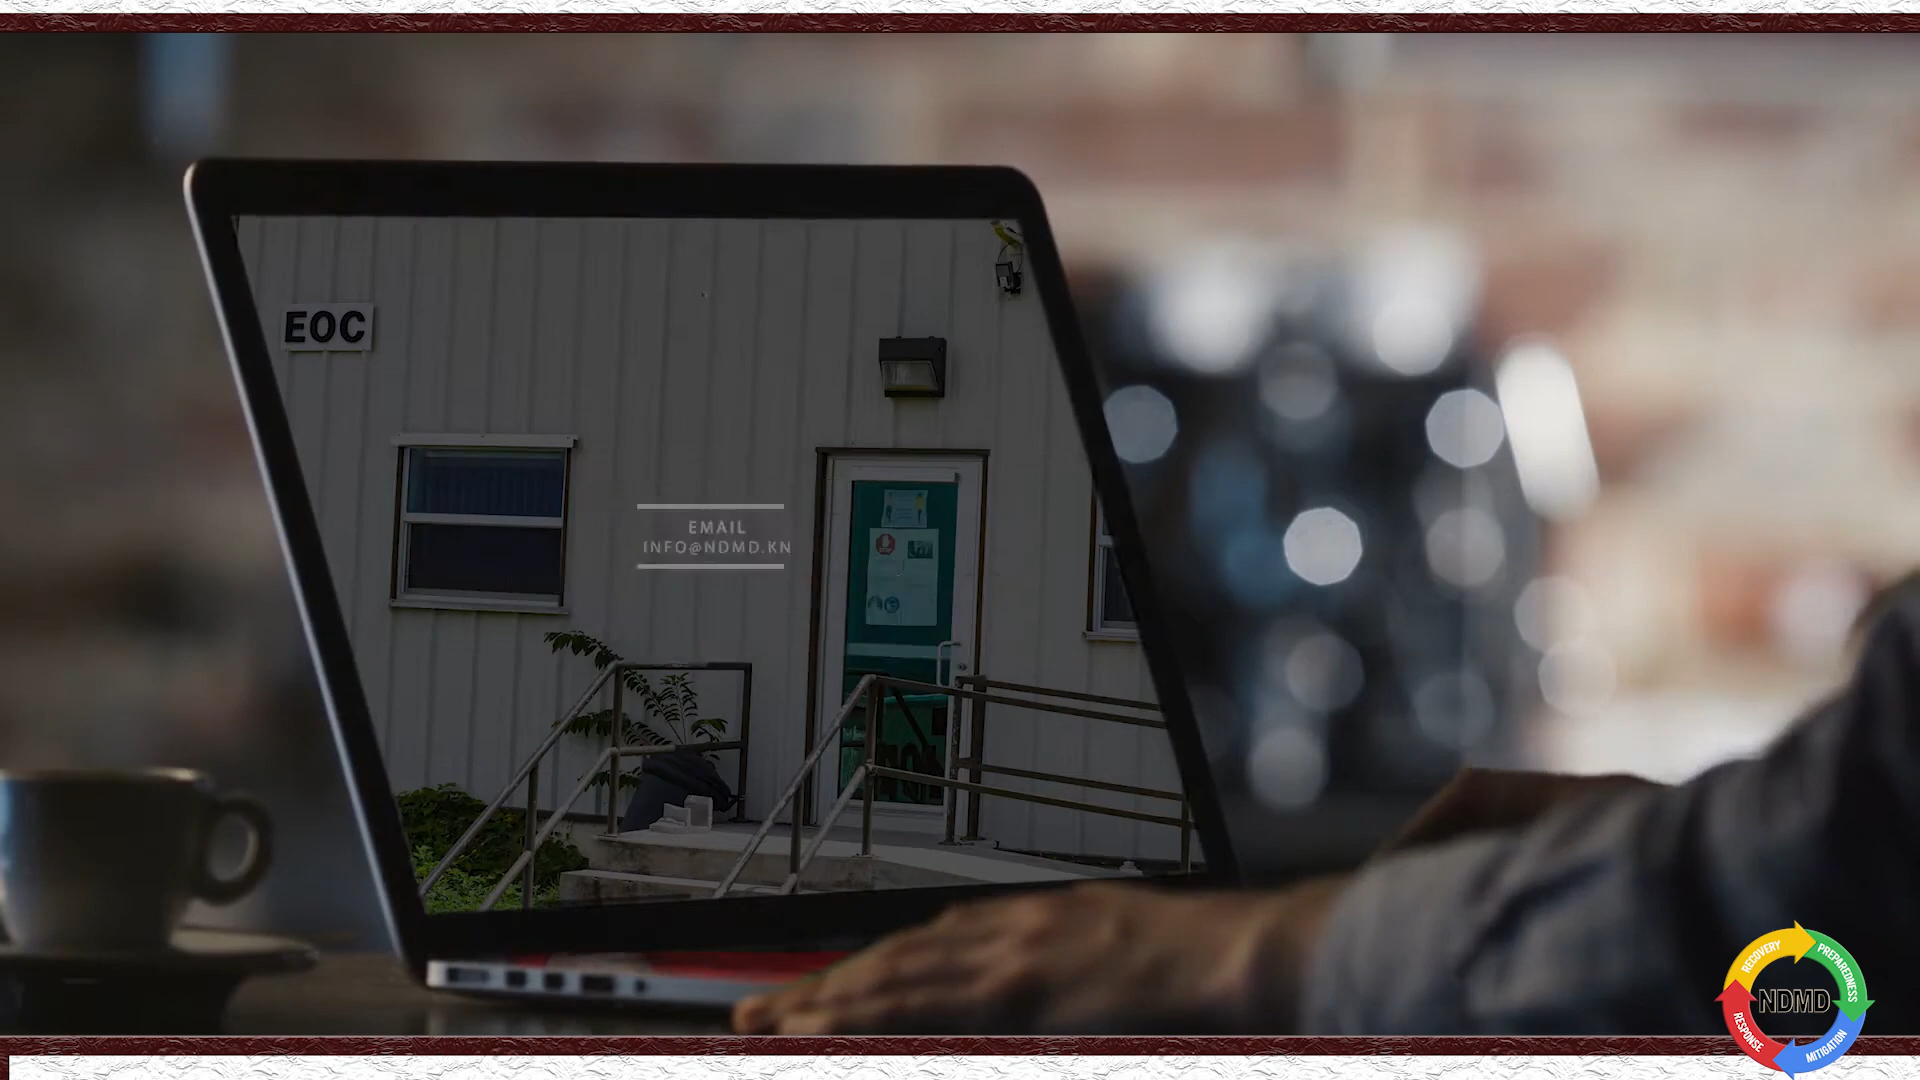 EOC
EMAIL
INFO@NDMD.KN
RECOVERY
PREPAREDNESS
NDMD
RESPONSE
MITIGATION